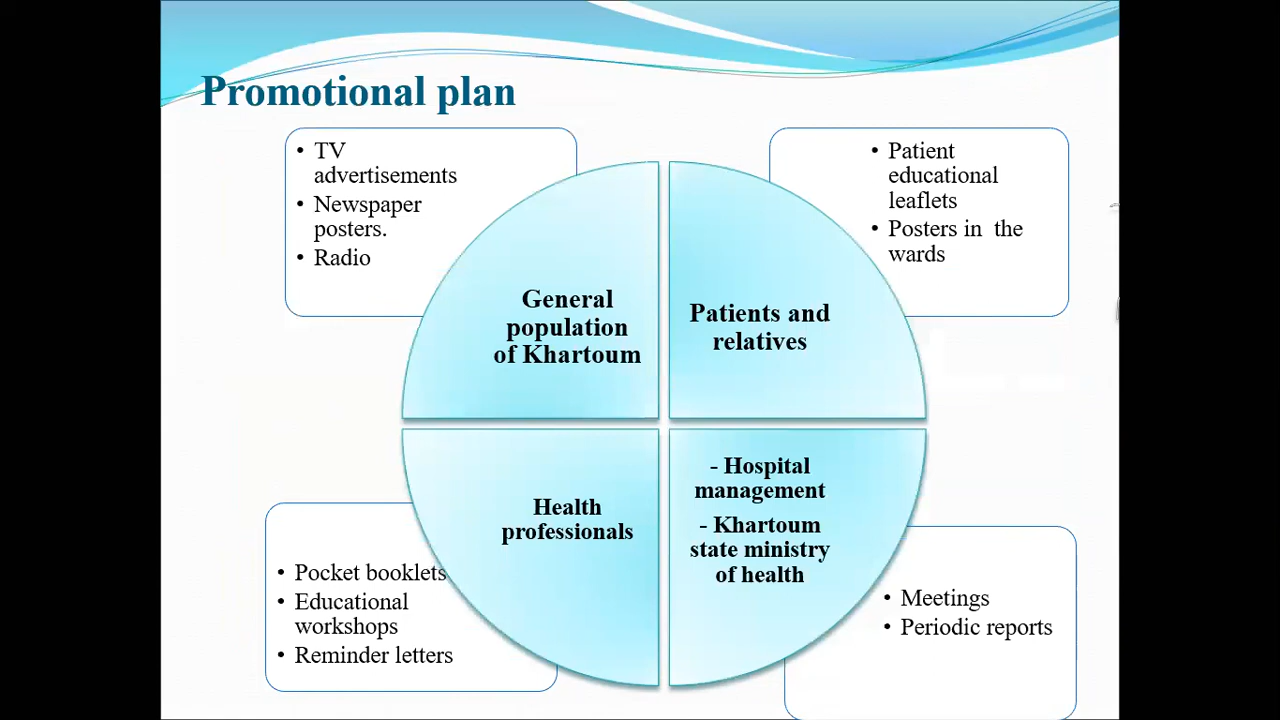 Promotional plan
• TV
advertisements
• Newspaper
posters.
• Radio
• Patient
educational
leaflets
• Posters in  the
wards
General
population
of Khartoum
Patients and
relatives
Health
professionals
- Hospital
management
- Khartoum
state ministry
of health
• Pocket booklets
• Educational
workshops
• Reminder letters
• Meetings
• Periodic reports